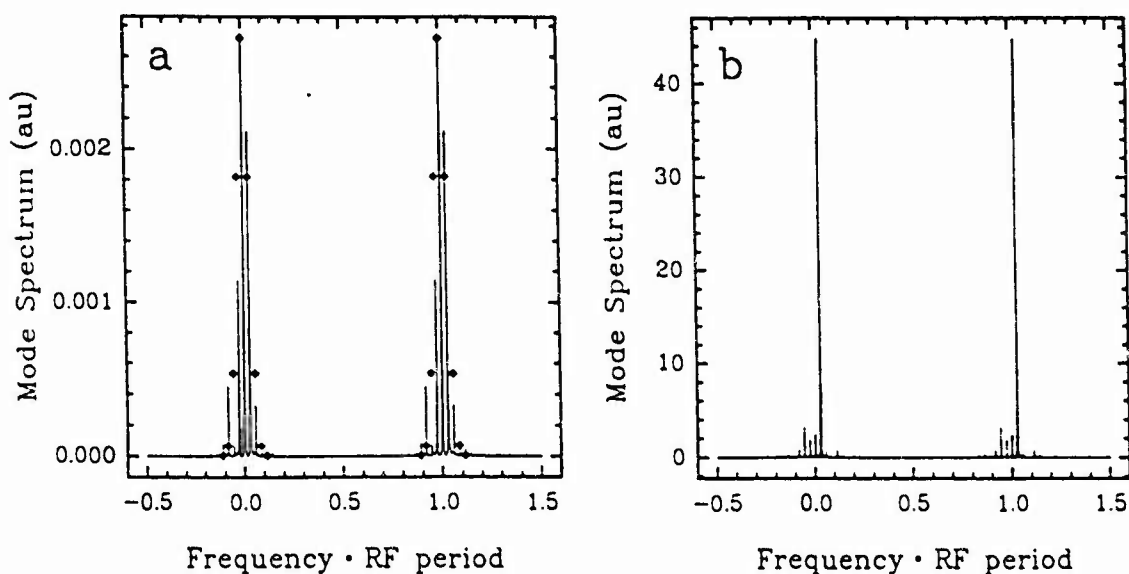 a
Mode Spectrum (au)
0.002
0.001
0.000
−0.5 0.0 0.5 1.0 1.5
Frequency · RF period
b
Mode Spectrum (au)
40
30
20
10
0
−0.5 0.0 0.5 1.0 1.5
Frequency · RF period